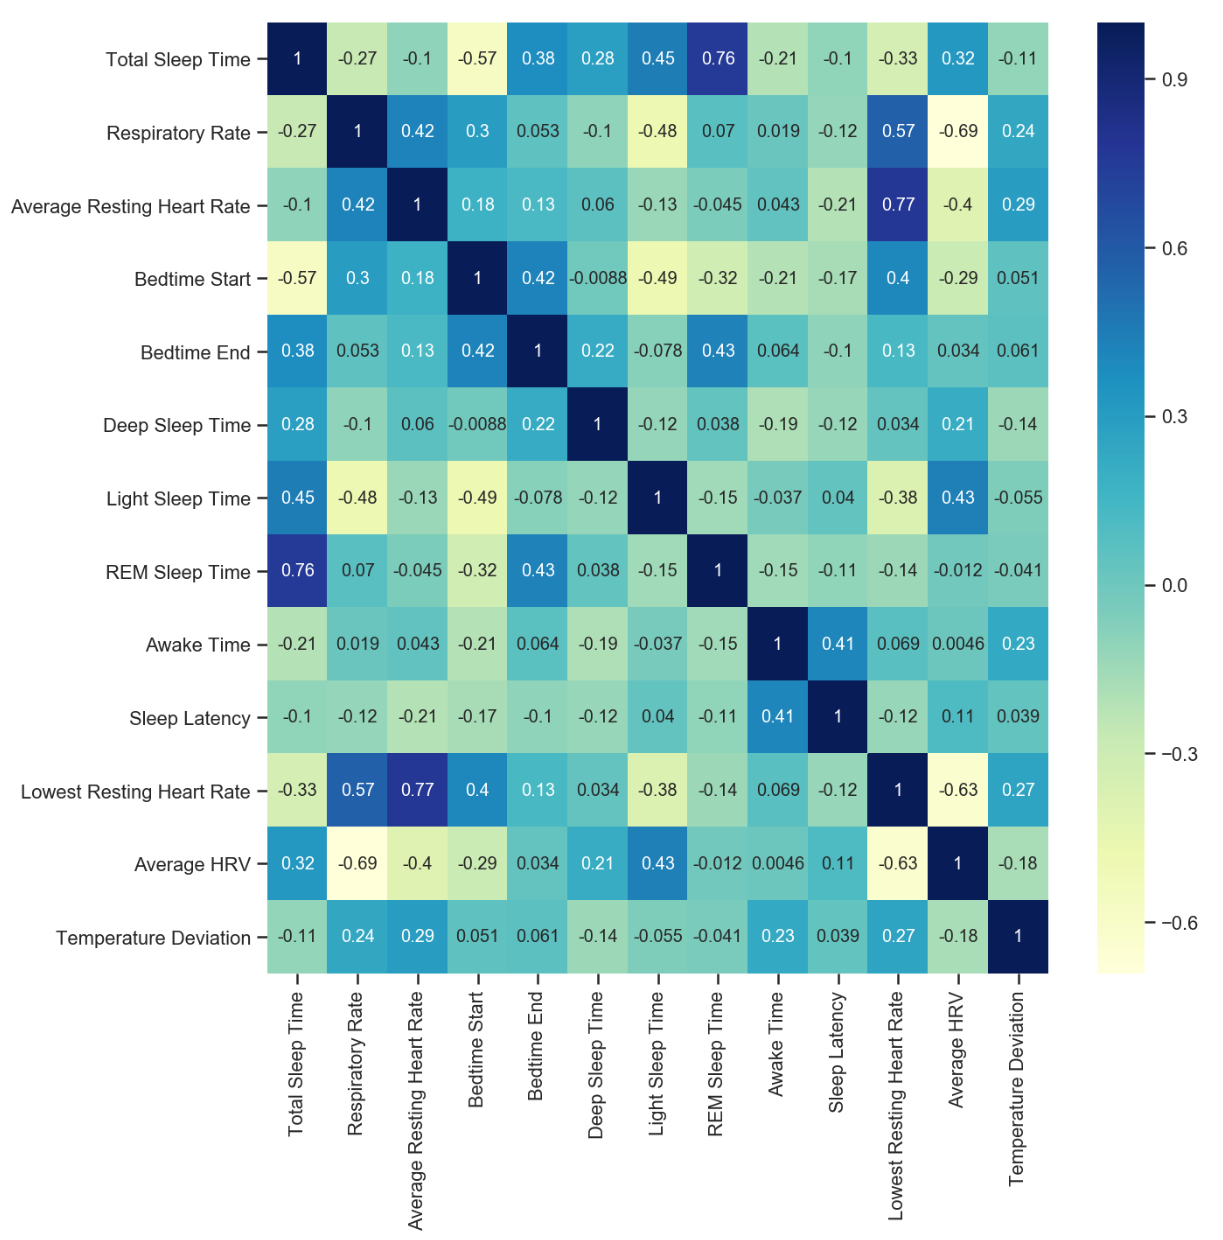 Total Sleep Time 1 -0.27 -0.1 -0.57 0.38 0.28 0.45 0.76 -0.21 -0.1 -0.33 0.32 -0.11
0.9
Respiratory Rate -0.27 1 0.42 0.3 0.053 -0.1 -0.48 0.07 0.019 -0.12 0.57 -0.69 0.24
Average Resting Heart Rate -0.1 0.42 1 0.18 0.13 0.06 -0.13 -0.045 0.043 -0.21 0.77 -0.4 0.29
0.6
Bedtime Start -0.57 0.3 0.18 1 0.42 -0.0088 -0.49 -0.32 -0.21 -0.17 0.4 -0.29 0.051
Bedtime End 0.38 0.053 0.13 0.42 1 0.22 -0.078 0.43 0.064 -0.1 0.13 0.034 0.061
0.3
Deep Sleep Time 0.28 -0.1 0.06 -0.0088 0.22 1 -0.12 0.038 -0.19 -0.12 0.034 0.21 -0.14
Light Sleep Time 0.45 -0.48 -0.13 -0.49 -0.078 -0.12 1 -0.15 -0.037 0.04 -0.38 0.43 -0.055
REM Sleep Time 0.76 0.07 -0.045 -0.32 0.43 0.038 -0.15 1 -0.15 -0.11 -0.14 -0.012 -0.041
0.0
Awake Time -0.21 0.019 0.043 -0.21 0.064 -0.19 -0.037 -0.15 1 0.41 0.069 0.0046 0.23
Sleep Latency -0.1 -0.12 -0.21 -0.17 -0.1 -0.12 0.04 -0.11 0.41 1 -0.12 0.11 0.039
−0.3
Lowest Resting Heart Rate -0.33 0.57 0.77 0.4 0.13 0.034 -0.38 -0.14 0.069 -0.12 1 -0.63 0.27
Average HRV 0.32 -0.69 -0.4 -0.29 0.034 0.21 0.43 -0.012 0.0046 0.11 -0.63 1 -0.18
−0.6
Temperature Deviation -0.11 0.24 0.29 0.051 0.061 -0.14 -0.055 -0.041 0.23 0.039 0.27 -0.18 1
Total Sleep Time
Respiratory Rate
Average Resting Heart Rate
Bedtime Start
Bedtime End
Deep Sleep Time
Light Sleep Time
REM Sleep Time
Awake Time
Sleep Latency
Lowest Resting Heart Rate
Average HRV
Temperature Deviation